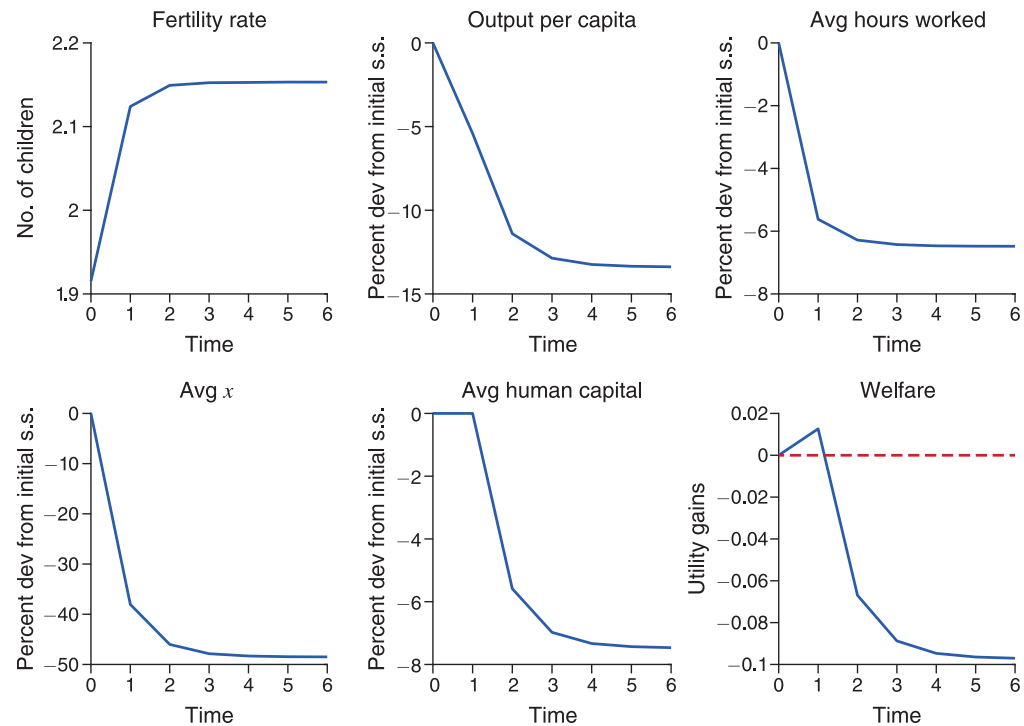 Fertility rate
No. of children
2.2
2.1
2
1.9
0 1 2 3 4 5 6
Time
Output per capita
Percent dev from initial s.s.
0
−5
−10
−15
0 1 2 3 4 5 6
Time
Avg hours worked
Percent dev from initial s.s.
0
−2
−4
−6
−8
0 1 2 3 4 5 6
Time
Avg x
Percent dev from initial s.s.
0
−10
−20
−30
−40
−50
0 1 2 3 4 5 6
Time
Avg human capital
Percent dev from initial s.s.
0
−2
−4
−6
−8
0 1 2 3 4 5 6
Time
Welfare
Utility gains
0.02
0
−0.02
−0.04
−0.06
−0.08
−0.1
0 1 2 3 4 5 6
Time